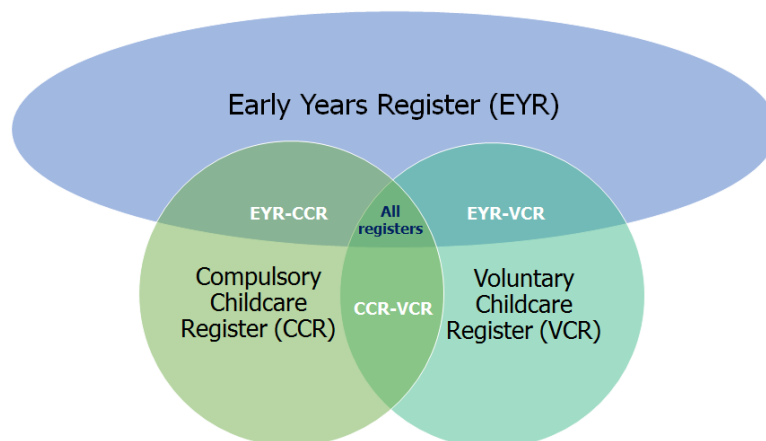 Early Years Register (EYR)
EYR-CCR
All
registers
EYR-VCR
Compulsory
Childcare
Register (CCR)
CCR-VCR
Voluntary
Childcare
Register (VCR)